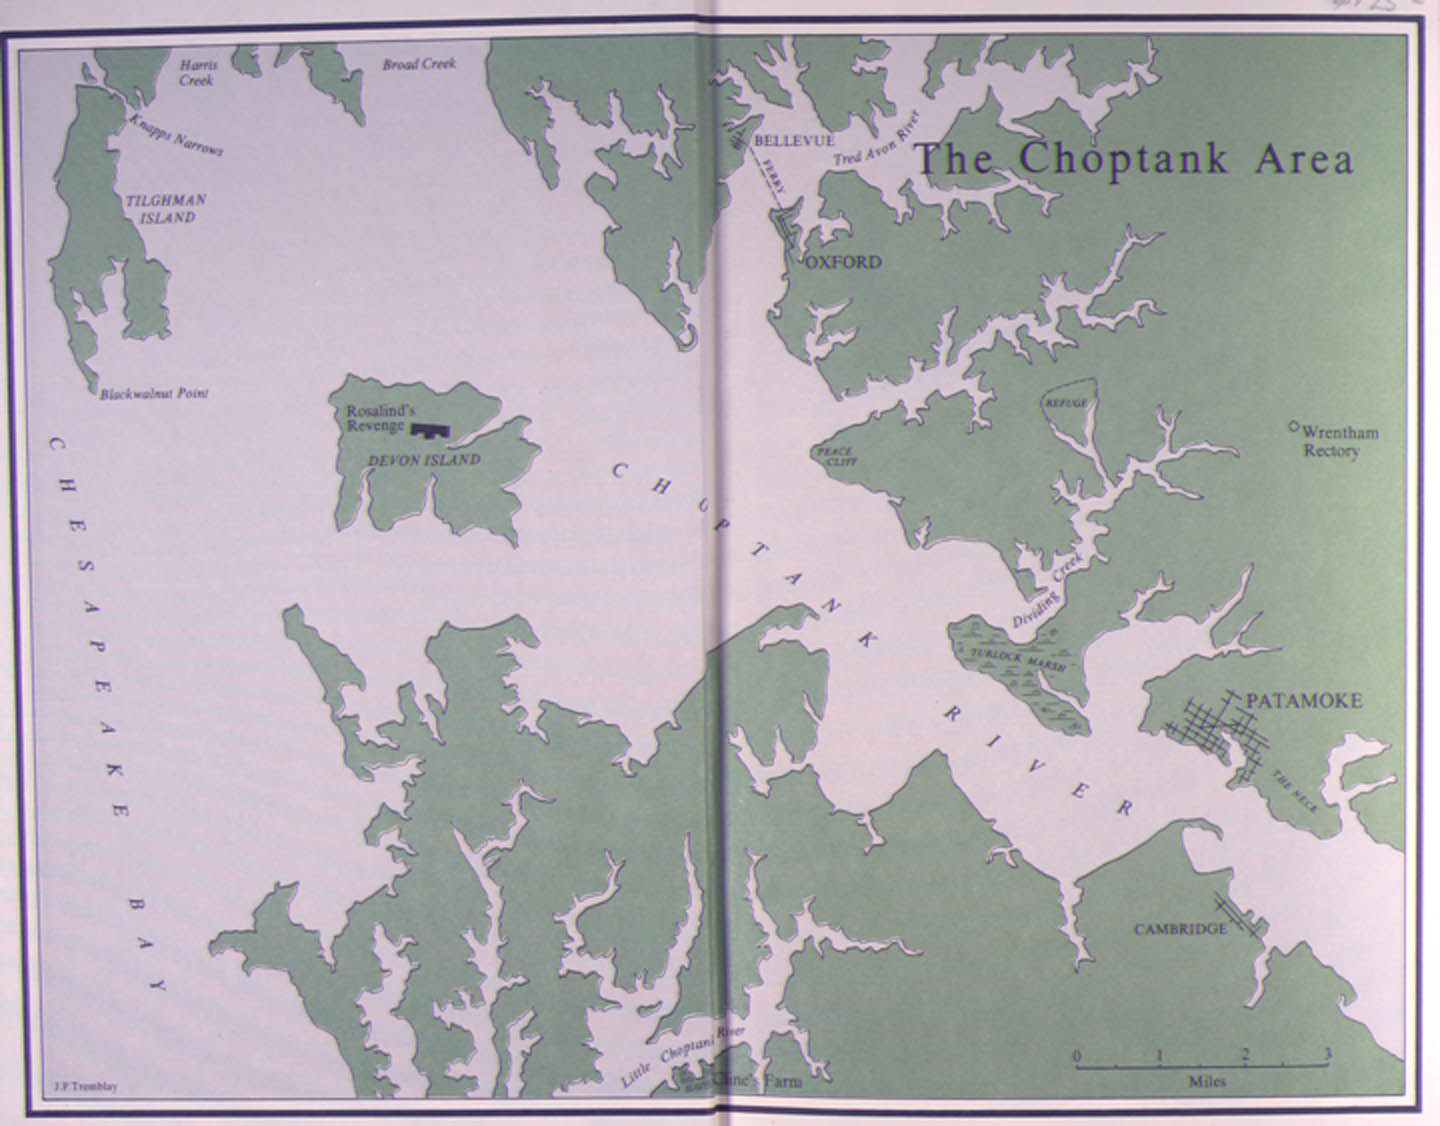 Harris
Creek
Broad Creek
Knapps Narrows
BELLEVUE
FERRY
Tred Avon River
The Choptank Area
TILGHMAN
ISLAND
OXFORD
Blackwalnut Point
Rosalind's
Revenge
DEVON ISLAND
REFUGE
PEACE
CLIFF
Wrentham
Rectory
CHESAPEAKE BAY
CHOPTANK RIVER
Dividing Creek
TURLOCK MARSH
PATAMOKE
THE NECK
CAMBRIDGE
Little Choptank River
Farm
0 1 2 3
Miles
J.P. Tremblay